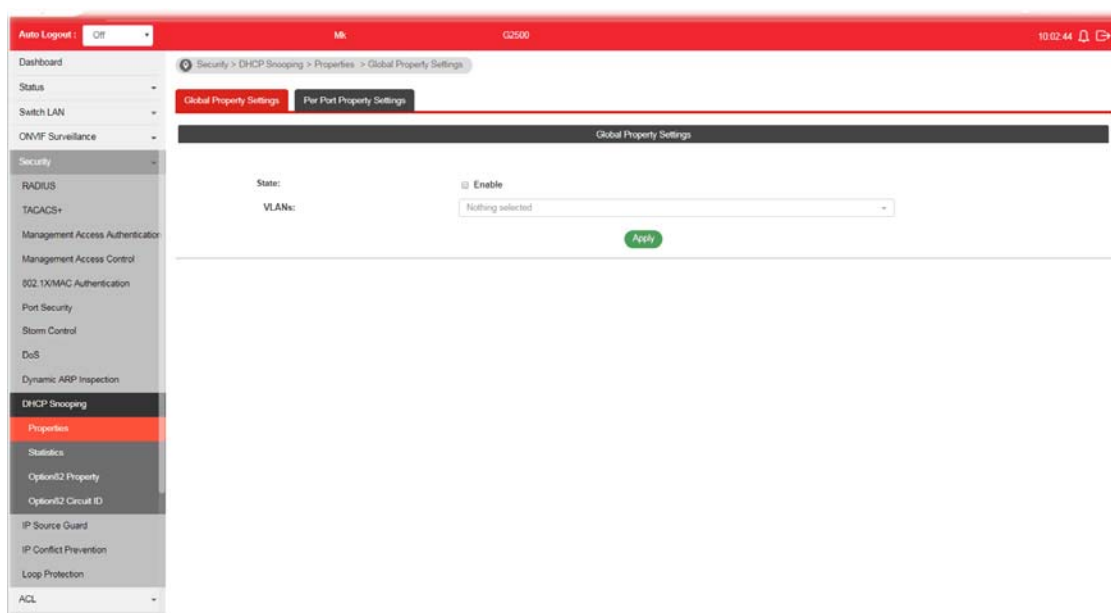 Auto Logout : Off Mk G2500 10:02:44
Dashboard
Status
Switch LAN
ONVIF Surveillance
Security
RADIUS
TACACS+
Management Access Authentication
Management Access Control
802.1X/MAC Authentication
Port Security
Storm Control
DoS
Dynamic ARP Inspection
DHCP Snooping
Properties
Statistics
Option82 Property
Option82 Circuit ID
IP Source Guard
IP Conflict Prevention
Loop Protection
ACL
Security > DHCP Snooping > Properties > Global Property Settings
Global Property Settings Per Port Property Settings
Global Property Settings
State: Enable
VLANs: Nothing selected
Apply